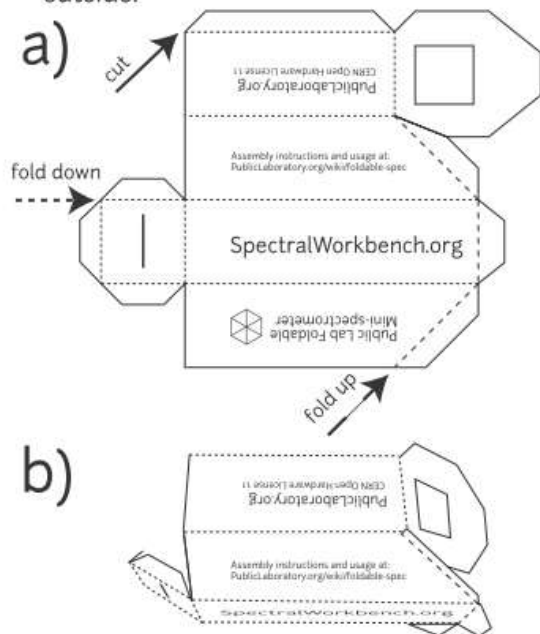 outside.
a)
cut
PublicLaboratory.org
CERN Open Hardware License 1.1
Assembly instructions and usage at:
PublicLaboratory.org/wiki/foldable-spec
fold down
SpectralWorkbench.org
Public Lab Foldable
Mini-spectrometer
fold up
b)
PublicLaboratory.org
CERN Open Hardware License 1.1
Assembly instructions and usage at:
PublicLaboratory.org/wiki/foldable-spec
SpectralWorkbench.org